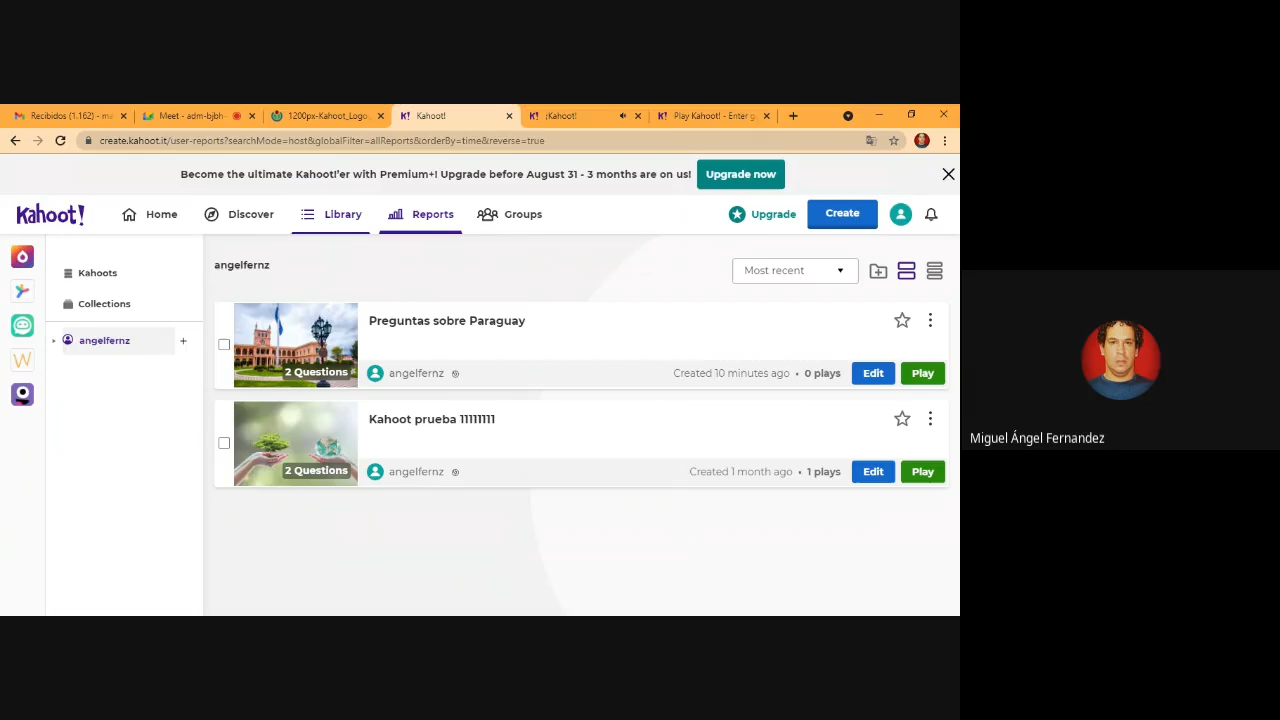 Recibidos (1.162) - m
Meet - adm-bjbh-
1200px-Kahoot_Logo
Kahoot!
¡Kahoot!
Play Kahoot! - Enter g
create.kahoot.it/user-reports?searchMode=host&globalFilter=allReports&orderBy=time&reverse=true
Become the ultimate Kahoot!'er with Premium+! Upgrade before August 31 - 3 months are on us!
Upgrade now
Kahoot!
Home
Discover
Library
Reports
Groups
Upgrade
Create
Kahoots
Collections
angelfernz
angelfernz
Most recent
Preguntas sobre Paraguay
2 Questions
angelfernz
Created 10 minutes ago • 0 plays
Edit
Play
Kahoot prueba 11111111
2 Questions
angelfernz
Created 1 month ago • 1 plays
Edit
Play
Miguel Ángel Fernandez